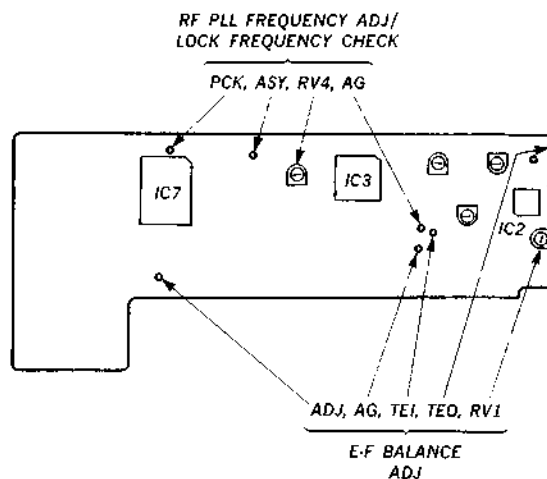 RF PLL FREQUENCY ADJ/
LOCK FREQUENCY CHECK
PCK, ASY, RV4, AG
IC7
IC3
IC2
ADJ, AG, TEI, TEO, RV1
E-F BALANCE
ADJ